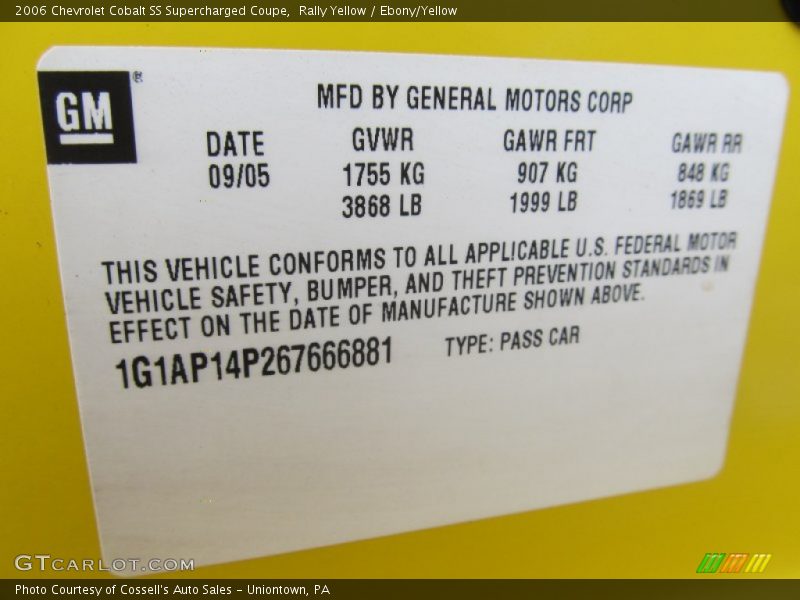 2006 Chevrolet Cobalt SS Supercharged Coupe, Rally Yellow / Ebony/Yellow
GM ®
MFD BY GENERAL MOTORS CORP
DATE GVWR GAWR FRT GAWR RR
09/05 1755 KG 907 KG 848 KG
3868 LB 1999 LB 1869 LB
THIS VEHICLE CONFORMS TO ALL APPLICABLE U.S. FEDERAL MOTOR
VEHICLE SAFETY, BUMPER, AND THEFT PREVENTION STANDARDS IN
EFFECT ON THE DATE OF MANUFACTURE SHOWN ABOVE.
1G1AP14P267666881 TYPE: PASS CAR
GTCARLOT.COM
Photo Courtesy of Cossell's Auto Sales - Uniontown, PA